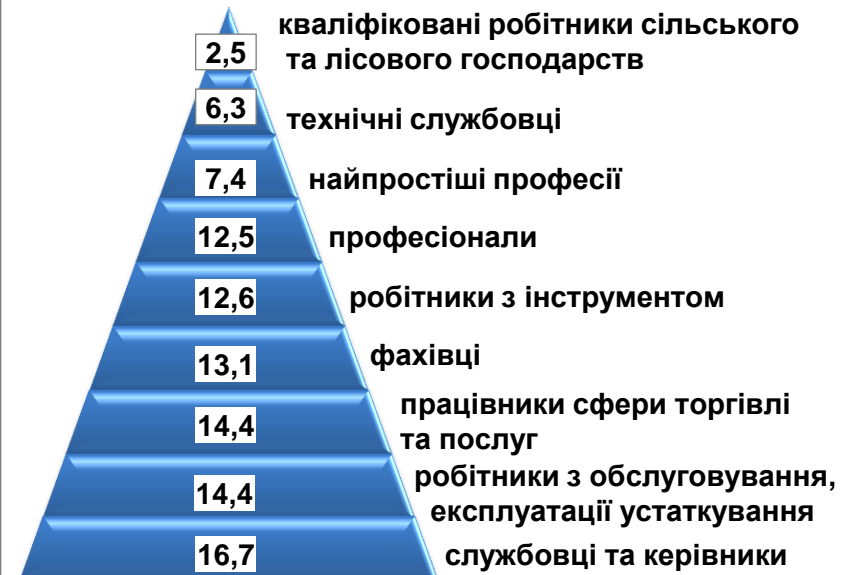 кваліфіковані робітники сільського
2,5 та лісового господарств
6,3 технічні службовці
7,4 найпростіші професії
12,5 професіонали
12,6 робітники з інструментом
13,1 фахівці
працівники сфери торгівлі
14,4 та послуг
робітники з обслуговування,
14,4 експлуатації устаткування
16,7 службовці та керівники